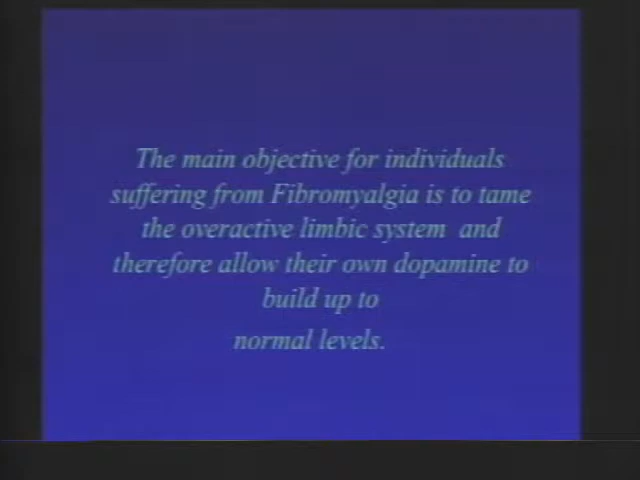 The main objective for individuals
suffering from Fibromyalgia is to tame
the overactive limbic system and
therefore allow their own dopamine to
build up to
normal levels.